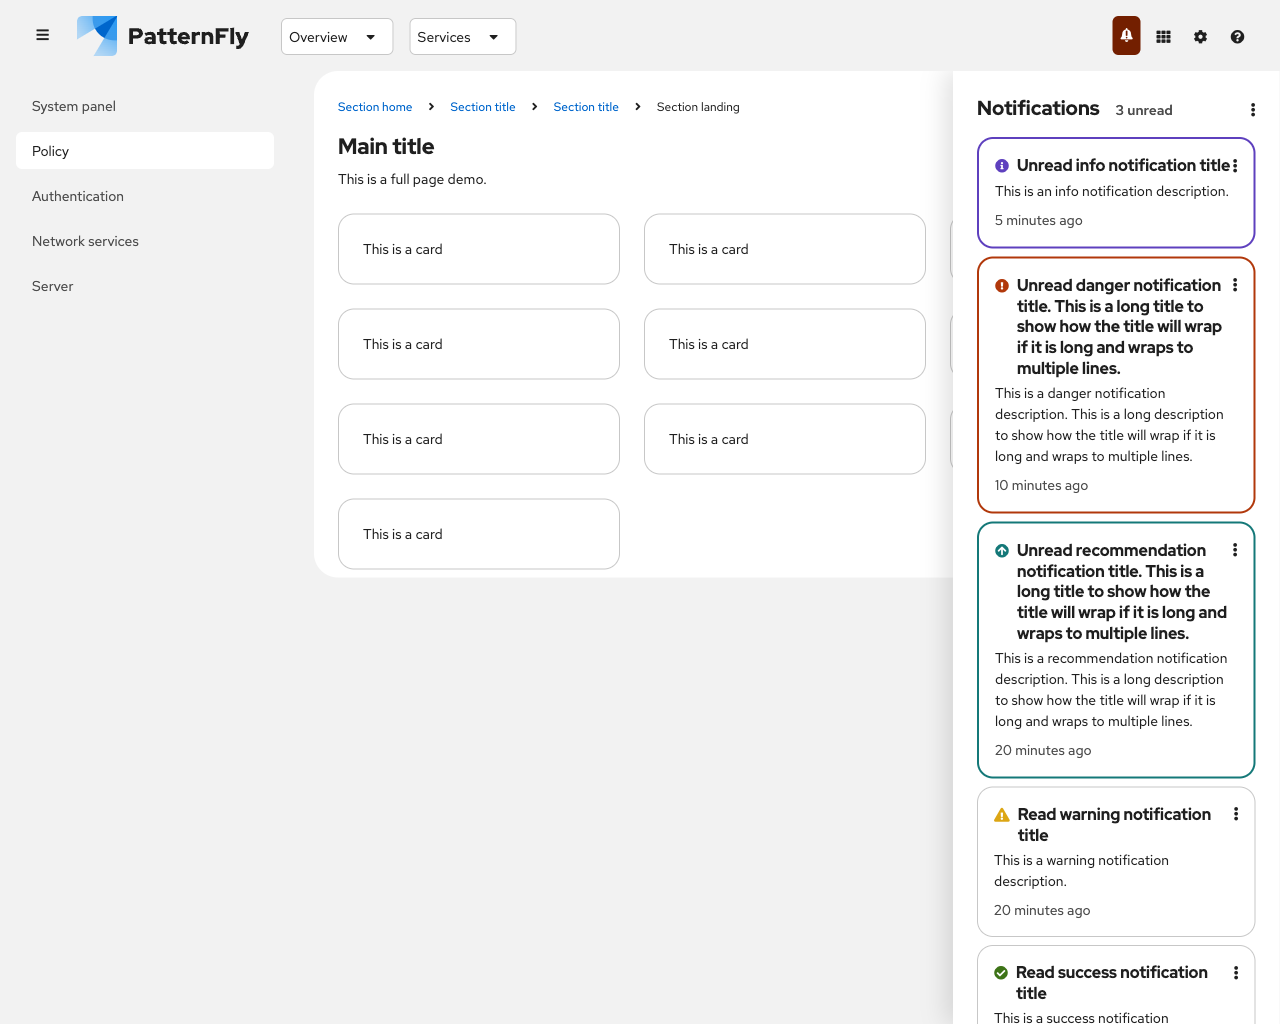 PatternFly
Overview
Services
System panel
Policy
Authentication
Network services
Server
Section home
Section title
Section title
Section landing
Main title
This is a full page demo.
This is a card
This is a card
This is a card
This is a card
This is a card
This is a card
This is a card
Notifications 3 unread
Unread info notification title
This is an info notification description.
5 minutes ago
Unread danger notification
title. This is a long title to
show how the title will wrap
if it is long and wraps to
multiple lines.
This is a danger notification
description. This is a long description
to show how the title will wrap if it is
long and wraps to multiple lines.
10 minutes ago
Unread recommendation
notification title. This is a
long title to show how the
title will wrap if it is long and
wraps to multiple lines.
This is a recommendation notification
description. This is a long description
to show how the title will wrap if it is
long and wraps to multiple lines.
20 minutes ago
Read warning notification
title
This is a warning notification
description.
20 minutes ago
Read success notification
title
This is a success notification